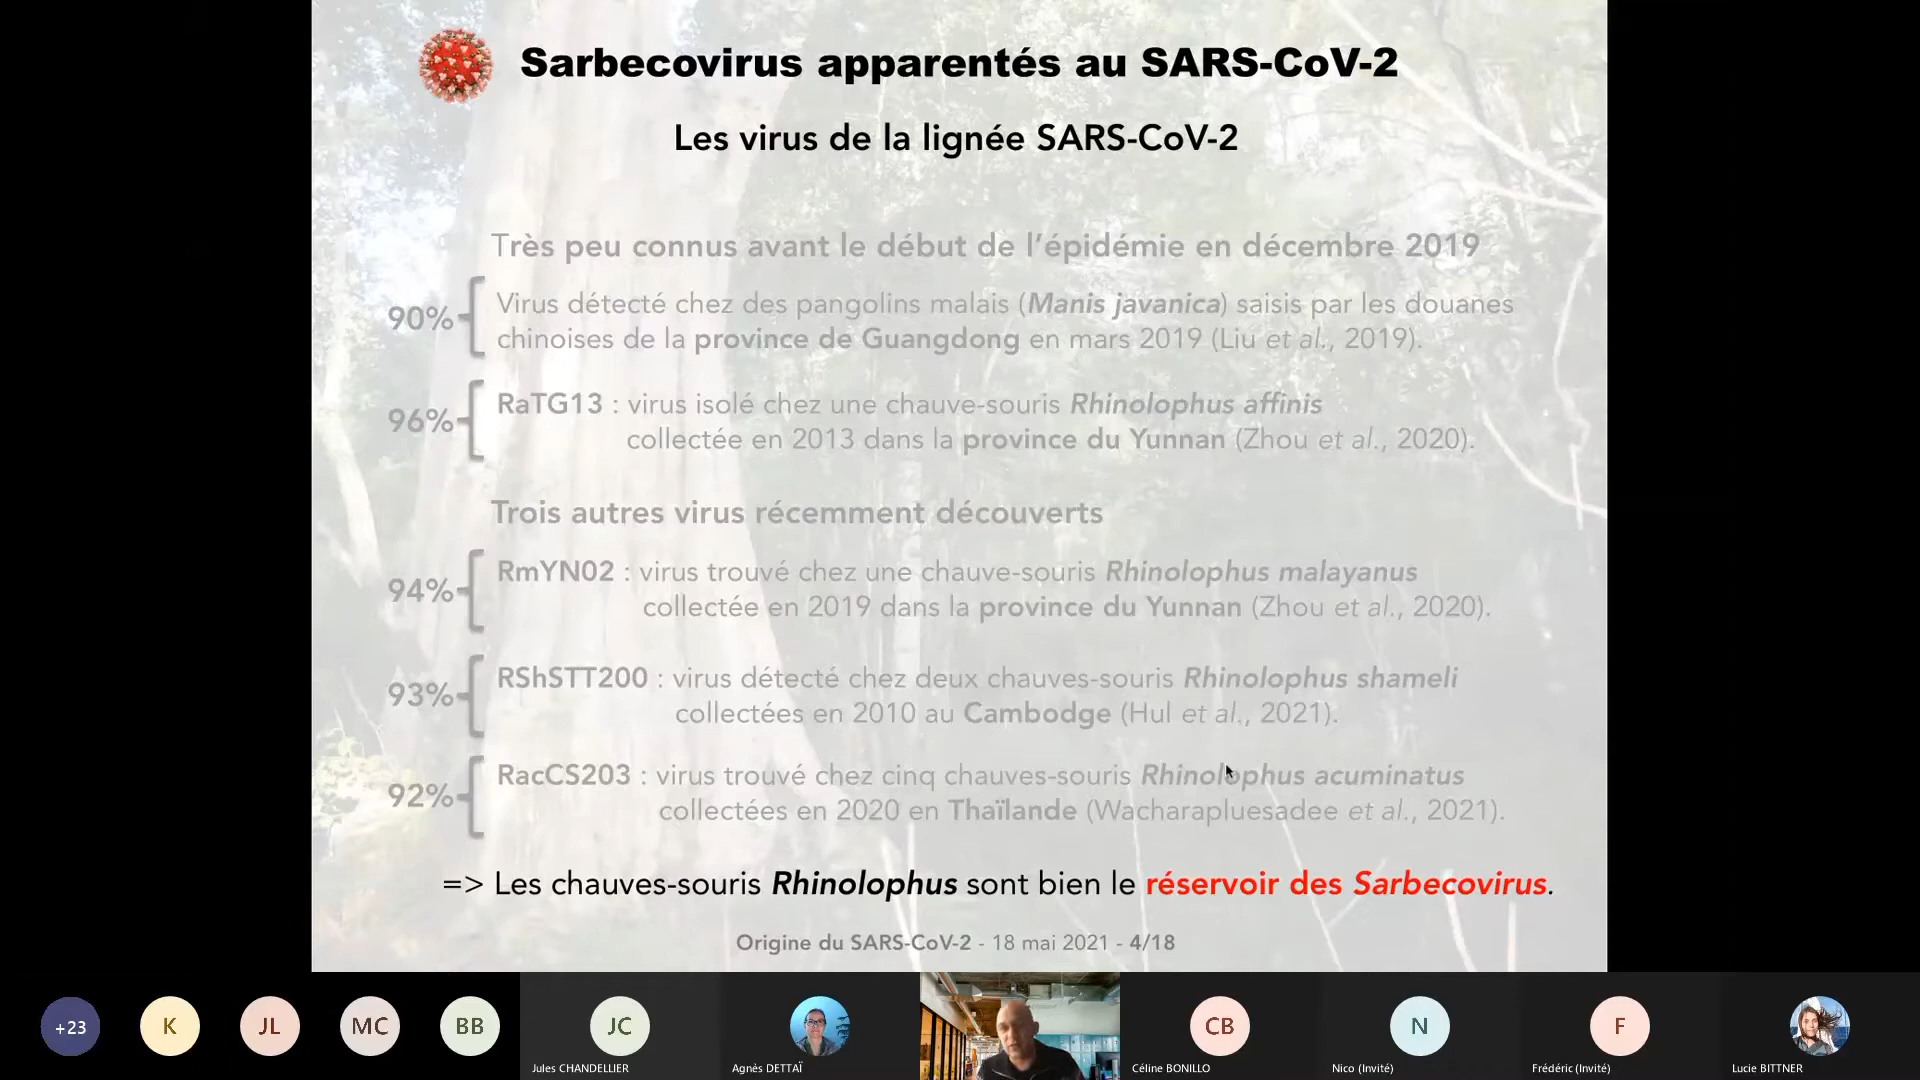 Sarbecovirus apparentés au SARS-CoV-2
Les virus de la lignée SARS-CoV-2
Très peu connus avant le début de l'épidémie en décembre 2019
90%
Virus détecté chez des pangolins malais (Manis javanica) saisis par les douanes
chinoises de la province de Guangdong en mars 2019 (Liu et al., 2019).
96%
RaTG13 : virus isolé chez une chauve-souris Rhinolophus affinis
collectée en 2013 dans la province du Yunnan (Zhou et al., 2020).
Trois autres virus récemment découverts
94%
RmYN02 : virus trouvé chez une chauve-souris Rhinolophus malayanus
collectée en 2019 dans la province du Yunnan (Zhou et al., 2020).
93%
RShSTT200 : virus détecté chez deux chauves-souris Rhinolophus shameli
collectées en 2010 au Cambodge (Hul et al., 2021).
92%
RacCS203 : virus trouvé chez cinq chauves-souris Rhinolophus acuminatus
collectées en 2020 en Thaïlande (Wacharapluesadee et al., 2021).
=> Les chauves-souris Rhinolophus sont bien le réservoir des Sarbecovirus.
Origine du SARS-CoV-2 - 18 mai 2021 - 4/18
+23
K
JL
MC
BB
JC
CB
N
F
Jules CHANDELLIER
Agnès DETTAÏ
Céline BONILLO
Nico (Invité)
Frédéric (Invité)
Lucie BITTNER